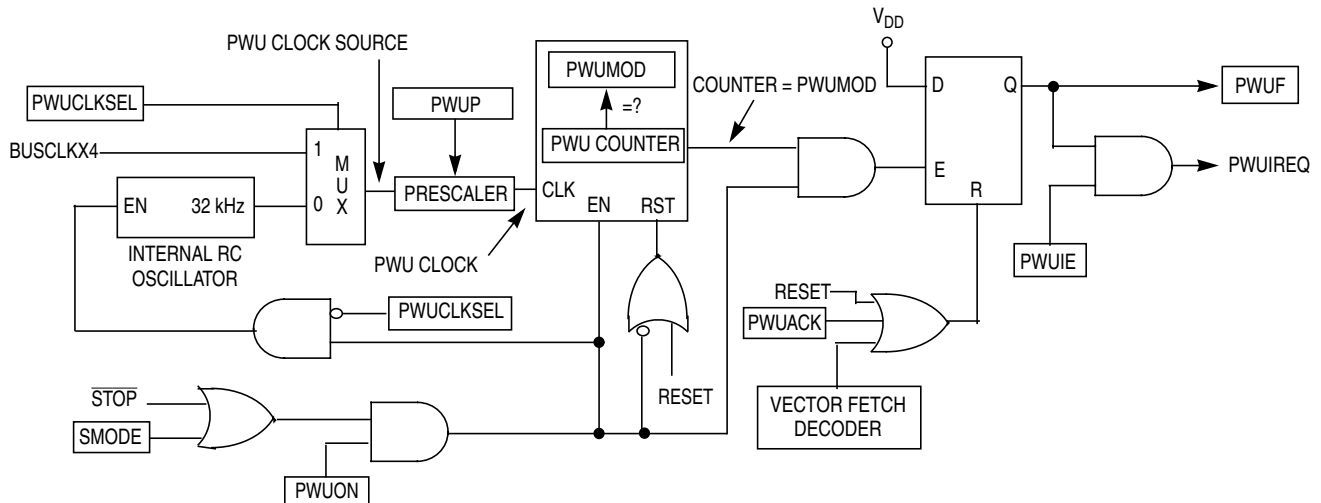 V_DD
PWU CLOCK SOURCE
PWUMOD
COUNTER = PWUMOD
D
Q
PWUF
PWUCLKSEL
PWUP
=?
PWU COUNTER
BUSCLKX4
1
MUX
0
EN
32 kHz
PRESCALER
CLK
E
PWUIREQ
EN
RST
R
INTERNAL RC
OSCILLATOR
PWU CLOCK
PWUIE
PWUCLKSEL
RESET
PWUACK
RESET
STOP
SMODE
VECTOR FETCH
DECODER
PWUON